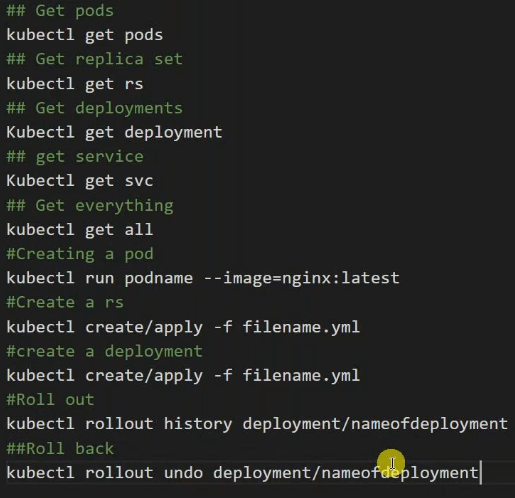 ## Get pods
kubectl get pods
## Get replica set
kubectl get rs
## Get deployments
Kubectl get deployment
## get service
Kubectl get svc
## Get everything
kubectl get all
#Creating a pod
kubectl run podname --image=nginx:latest
#Create a rs
kubectl create/apply -f filename.yml
#create a deployment
kubectl create/apply -f filename.yml
#Roll out
kubectl rollout history deployment/nameofdeployment
##Roll back
kubectl rollout undo deployment/nameofdeployment